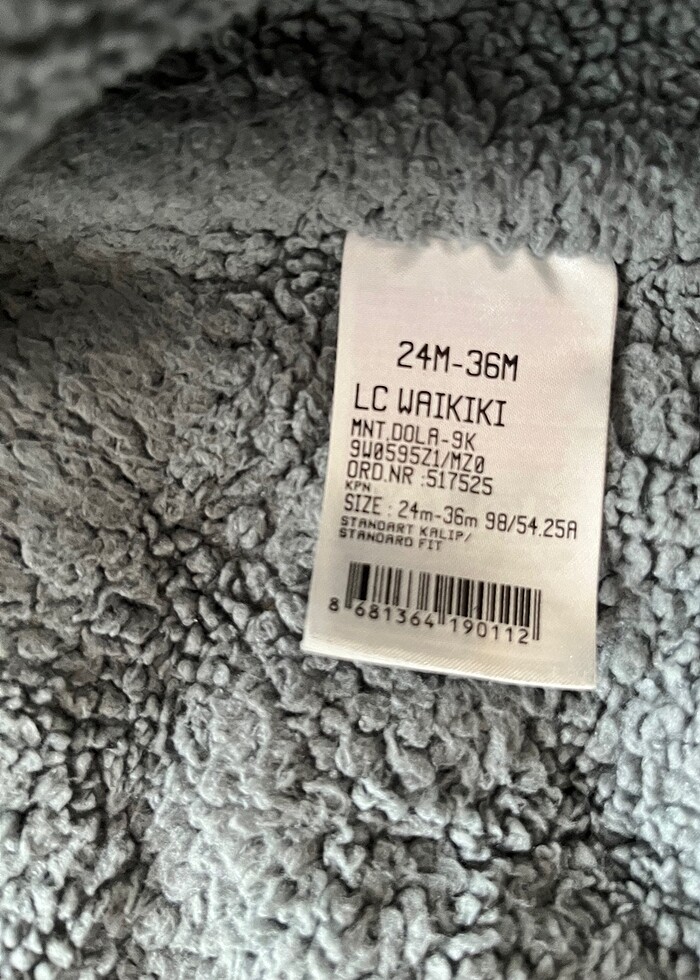 24M-36M
LC WAIKIKI
MNT.DOLA-9K
9W0595Z1/MZ0
ORD.NR :517525
KPN
SIZE : 24m-36m 98/54.25A
STANDART KALIP/
STANDARD FIT
8 681364 190112